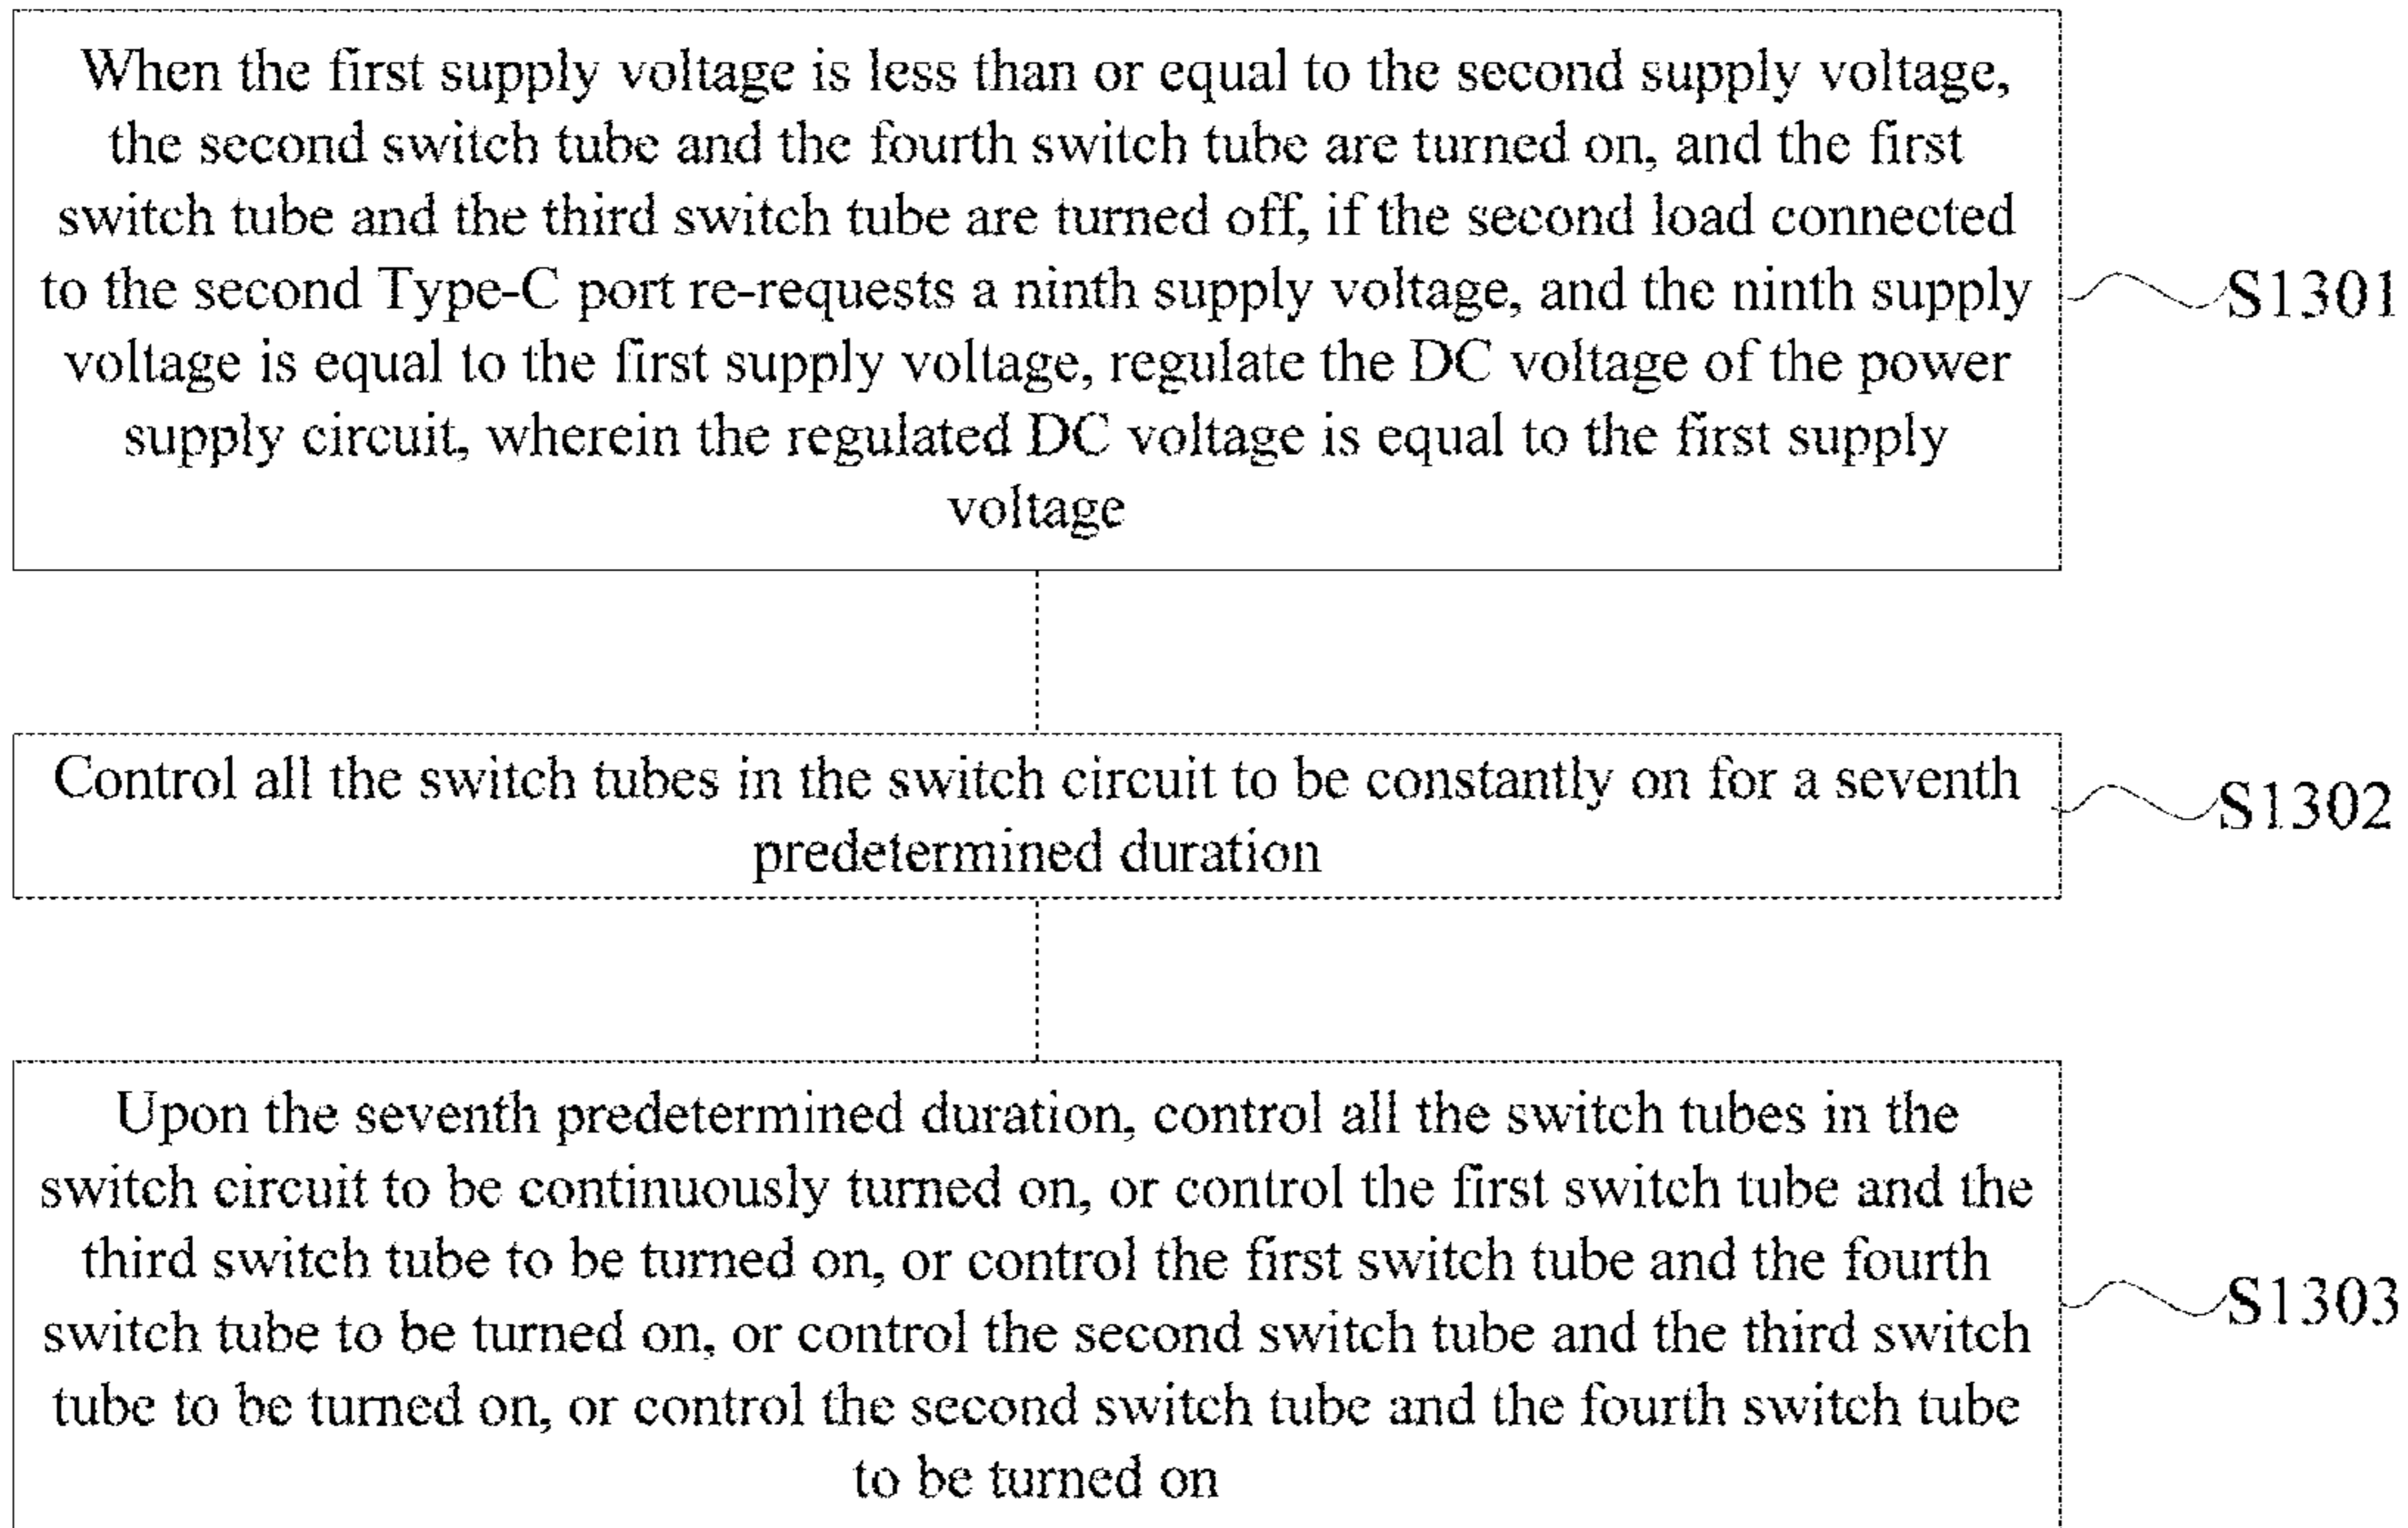 When the first supply voltage is less than or equal to the second supply voltage,
the second switch tube and the fourth switch tube are turned on, and the first
switch tube and the third switch tube are turned off, if the second load connected
to the second Type-C port re-requests a ninth supply voltage, and the ninth supply
voltage is equal to the first supply voltage, regulate the DC voltage of the power
supply circuit, wherein the regulated DC voltage is equal to the first supply
voltage
S1301
Control all the switch tubes in the switch circuit to be constantly on for a seventh
predetermined duration
S1302
Upon the seventh predetermined duration, control all the switch tubes in the
switch circuit to be continuously turned on, or control the first switch tube and the
third switch tube to be turned on, or control the first switch tube and the fourth
switch tube to be turned on, or control the second switch tube and the third switch
tube to be turned on, or control the second switch tube and the fourth switch tube
to be turned on
S1303